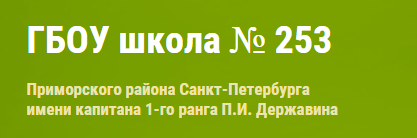 ГБОУ школа № 253
Приморского района Санкт-Петербурга
имени капитана 1-го ранга П.И. Державина